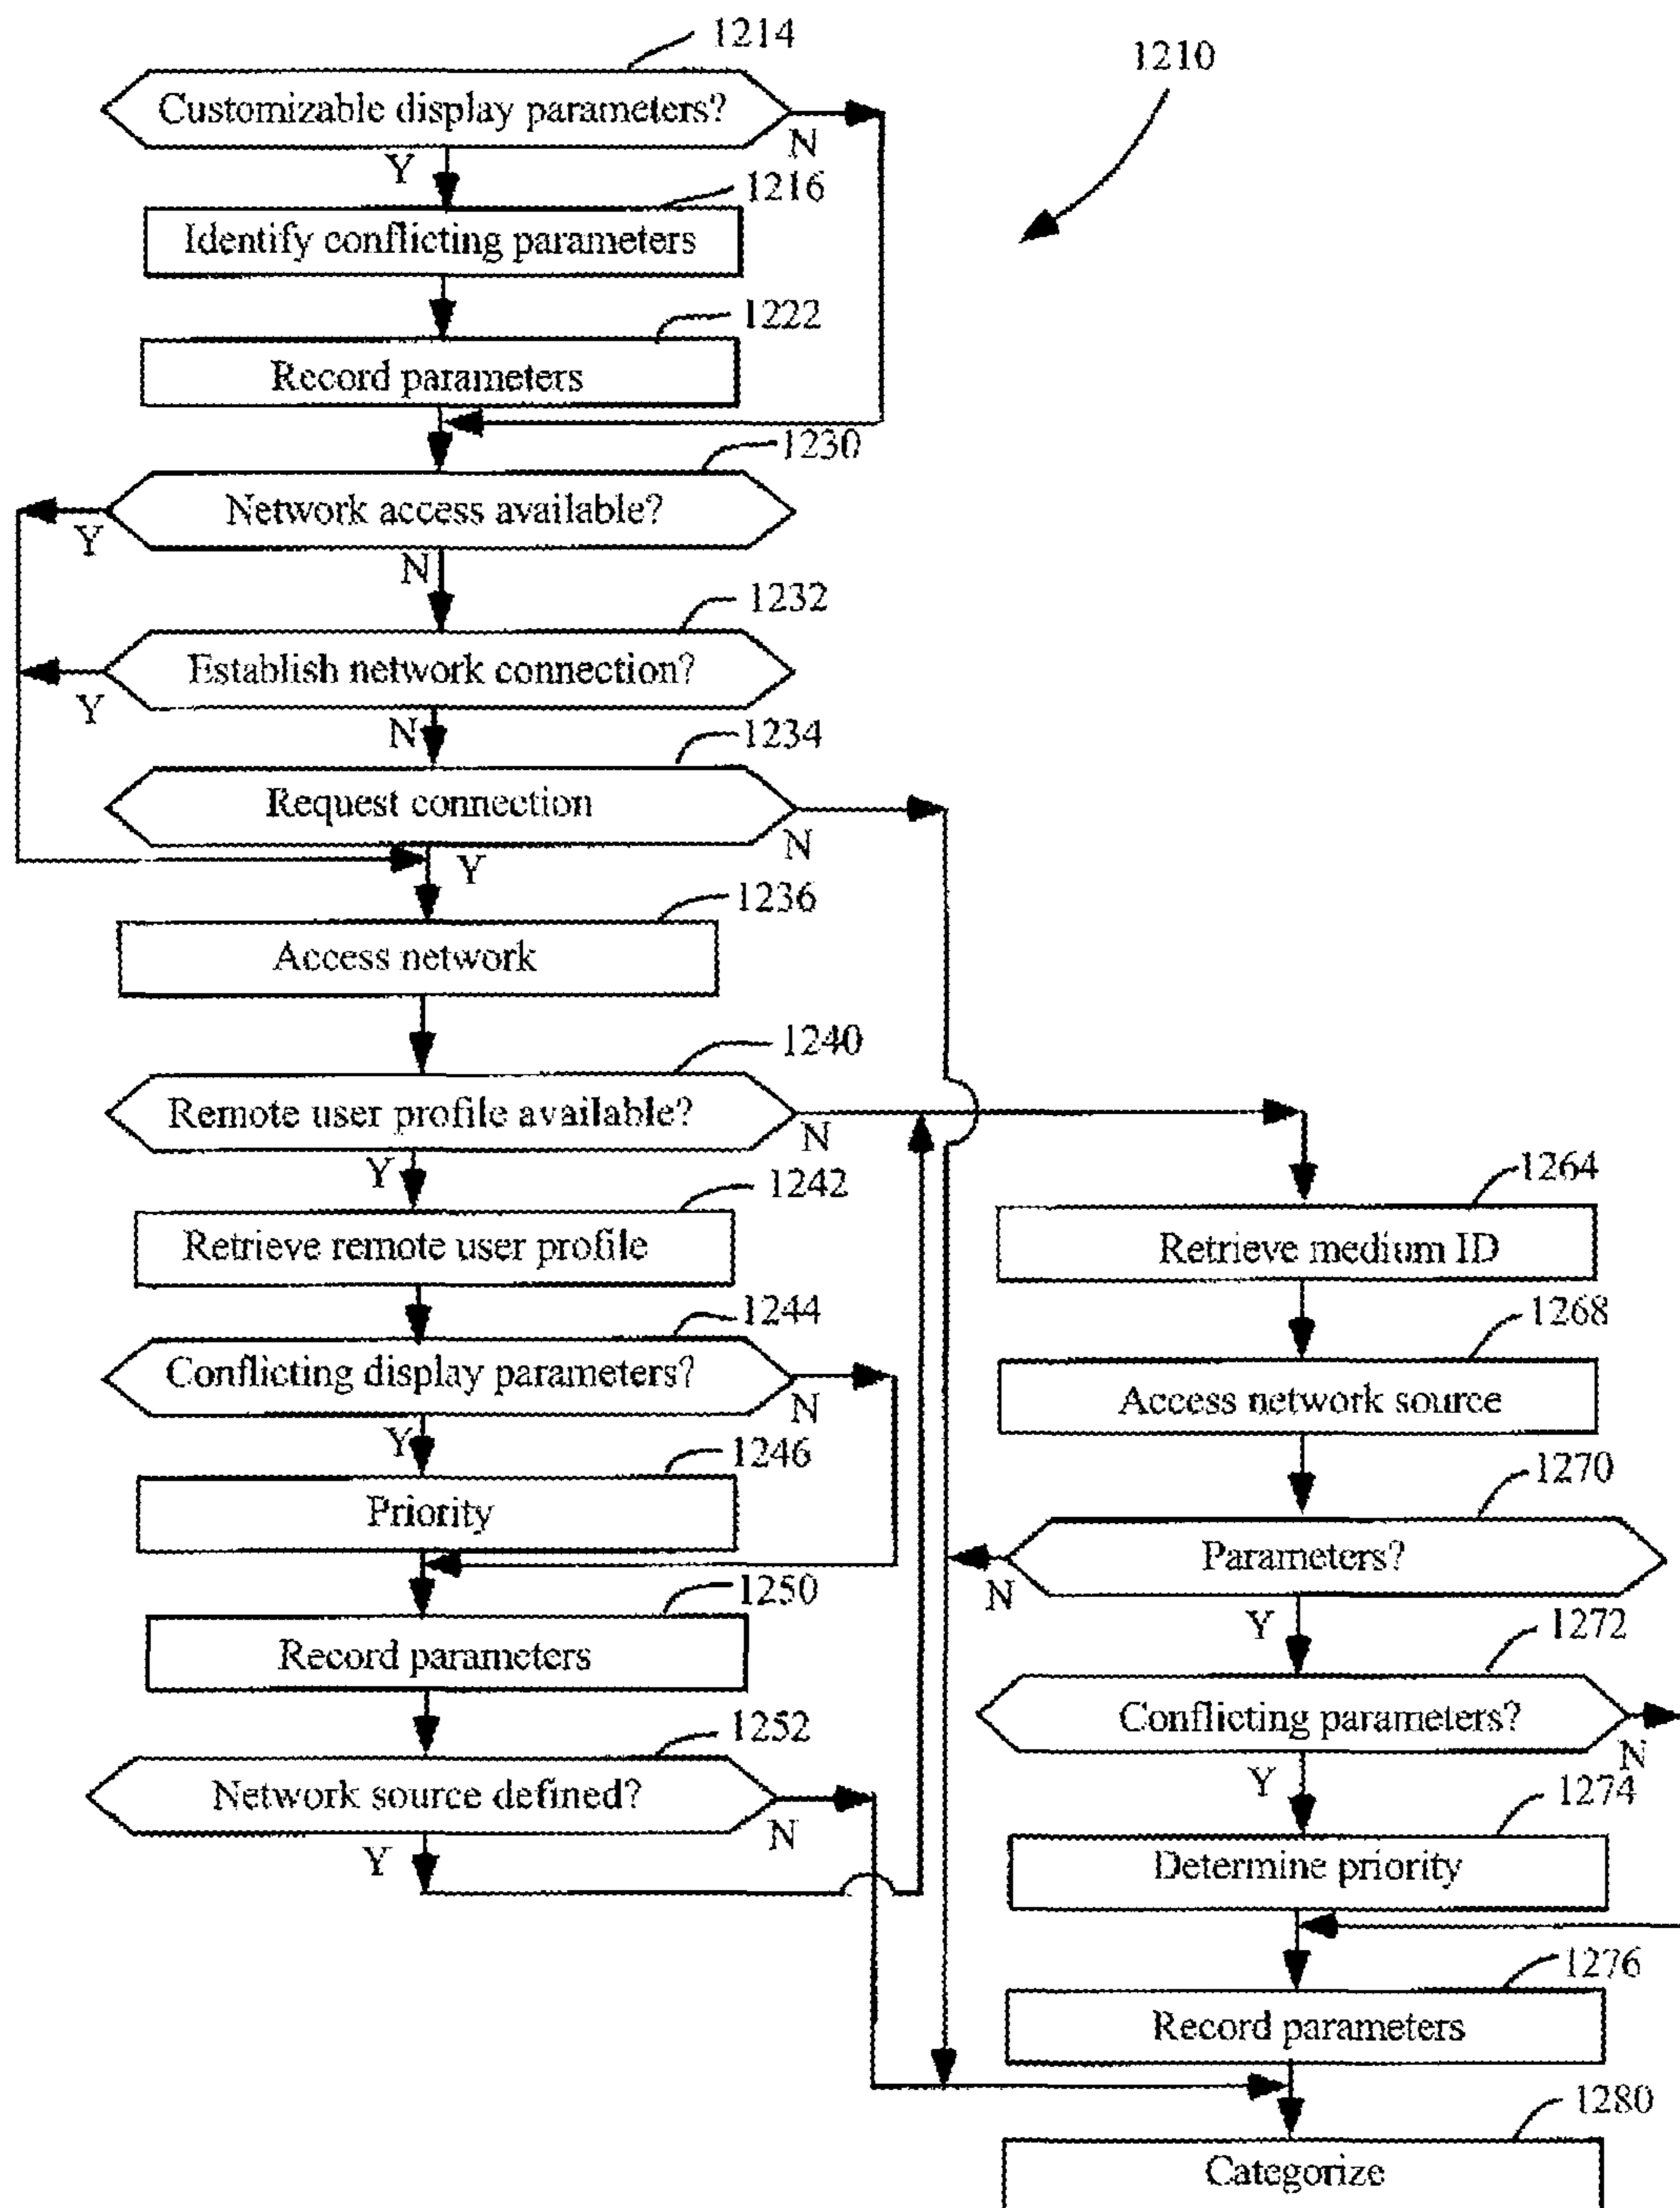 1210
1214
Customizable display parameters?
N
Y
1216
Identify conflicting parameters
1222
Record parameters
1230
Network access available?
Y
N
1232
Establish network connection?
Y
N
1234
Request connection
N
Y
1236
Access network
1240
Remote user profile available?
N
Y
1242
Retrieve remote user profile
1244
Conflicting display parameters?
N
Y
1246
Priority
1250
Record parameters
1252
Network source defined?
N
Y
1264
Retrieve medium ID
1268
Access network source
1270
Parameters?
N
Y
1272
Conflicting parameters?
N
Y
1274
Determine priority
1276
Record parameters
1280
Categorize